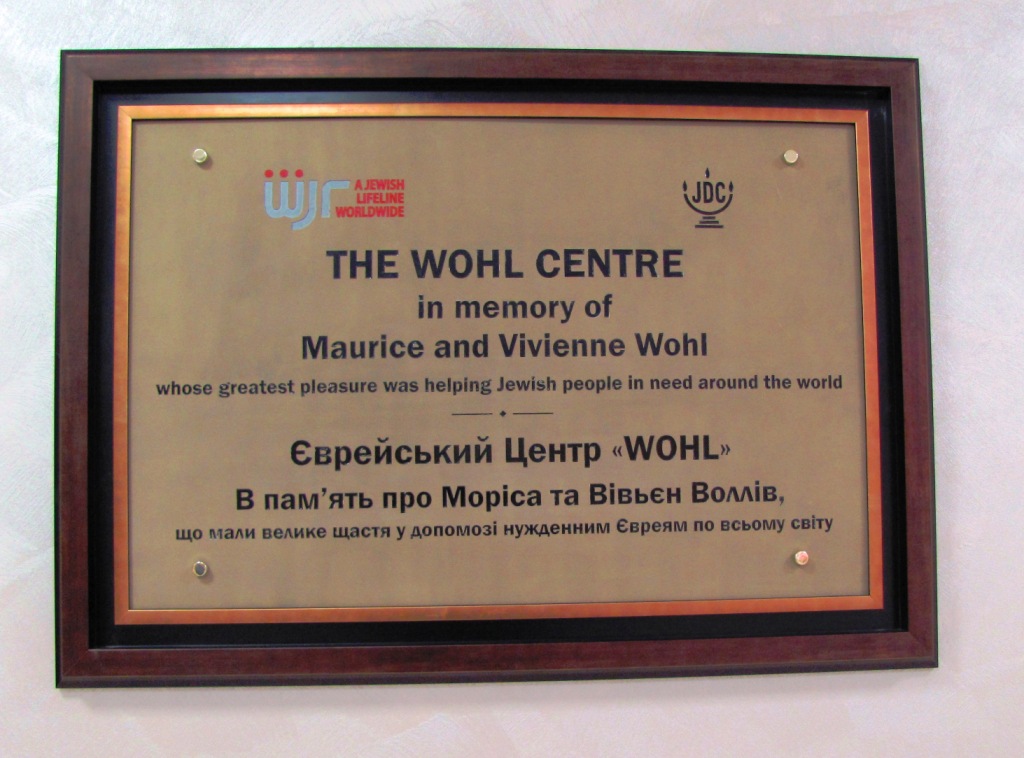 wjr A JEWISH
LIFELINE
WORLDWIDE
JDC
THE WOHL CENTRE
in memory of
Maurice and Vivienne Wohl
whose greatest pleasure was helping Jewish people in need around the world
Єврейський Центр «WOHL»
В пам'ять про Моріса та Вівьєн Воллів,
що мали велике щастя у допомозі нужденним Євреям по всьому світу